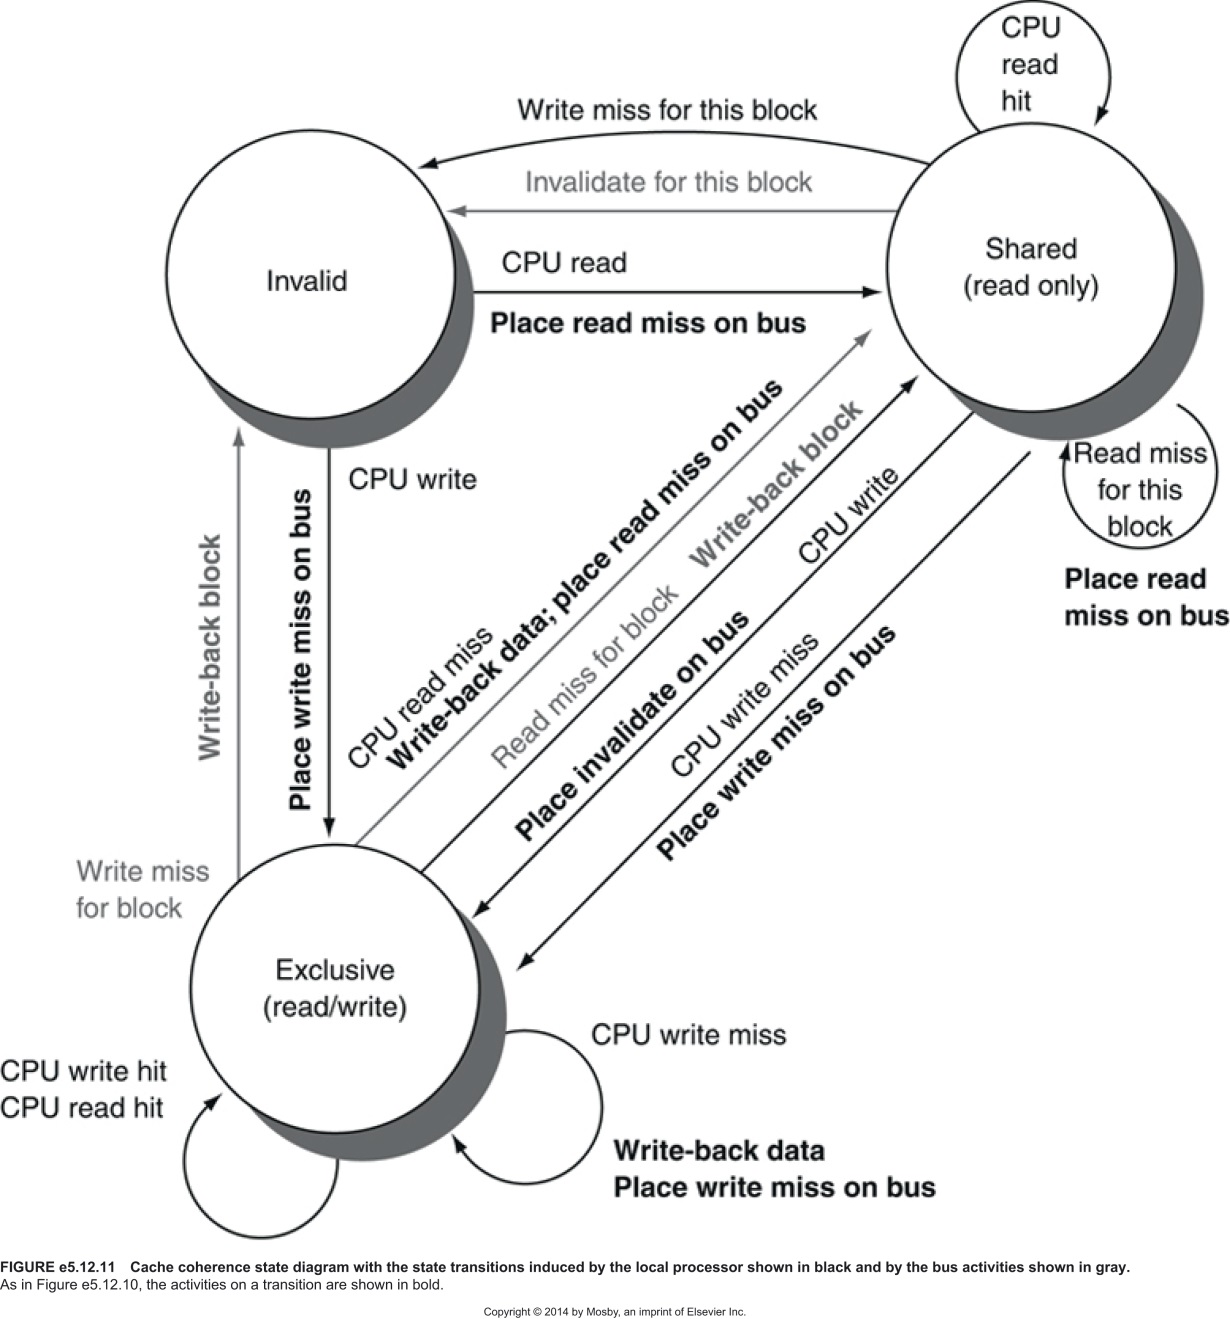 CPU
read
hit
Write miss for this block
Invalidate for this block
Invalid
CPU read
Place read miss on bus
Shared
(read only)
CPU write
Place write miss on bus
Write-back block
Write miss
for block
CPU read miss
Write-back data; place read miss on bus
Read miss for block
Write-back block
CPU write
Place invalidate on bus
CPU write miss
Place write miss on bus
Read miss
for this
block
Place read
miss on bus
Exclusive
(read/write)
CPU write hit
CPU read hit
CPU write miss
Write-back data
Place write miss on bus
FIGURE e5.12.11 Cache coherence state diagram with the state transitions induced by the local processor shown in black and by the bus activities shown in gray.
As in Figure e5.12.10, the activities on a transition are shown in bold.
Copyright © 2014 by Mosby, an imprint of Elsevier Inc.